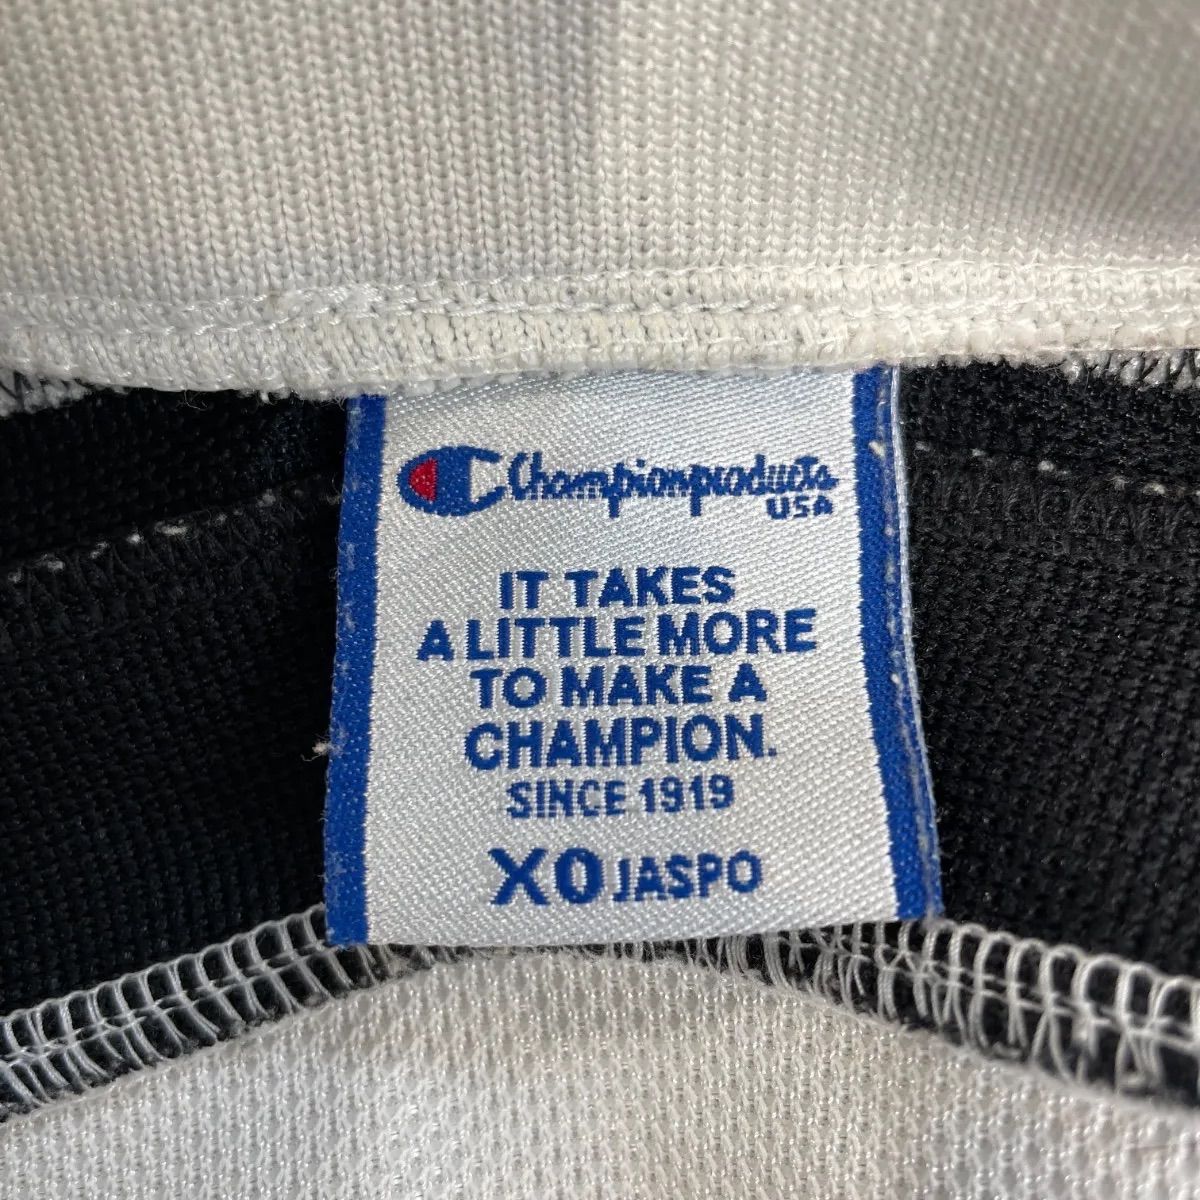 Championproducts
USA
IT TAKES
A LITTLE MORE
TO MAKE A
CHAMPION.
SINCE 1919
XO JASPO